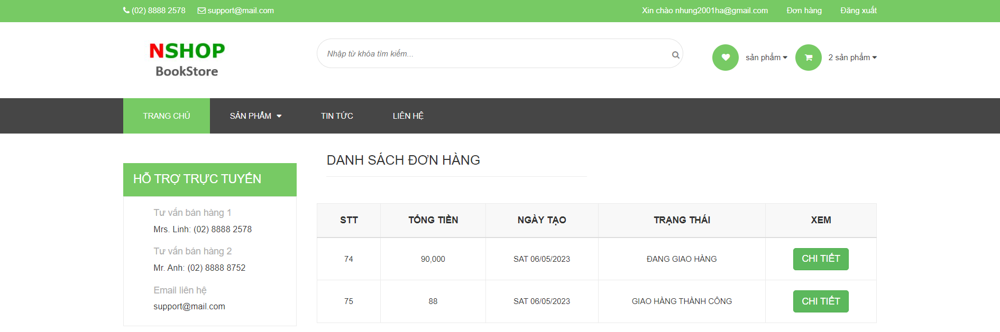 (02) 8888 2578 support@mail.com Xin chào nhung2001ha@gmail.com Đơn hàng Đăng xuất
NSHOP
BookStore
Nhập từ khóa tìm kiếm...
sản phẩm 2 sản phẩm
TRANG CHỦ SẢN PHẨM TIN TỨC LIÊN HỆ
DANH SÁCH ĐƠN HÀNG
HỖ TRỢ TRỰC TUYẾN
Tư vấn bán hàng 1
Mrs. Linh: (02) 8888 2578
Tư vấn bán hàng 2
Mr. Anh: (02) 8888 8752
Email liên hệ
support@mail.com
STT TỔNG TIỀN NGÀY TẠO TRẠNG THÁI XEM
74 90,000 SAT 06/05/2023 ĐANG GIAO HÀNG CHI TIẾT
75 88 SAT 06/05/2023 GIAO HÀNG THÀNH CÔNG CHI TIẾT